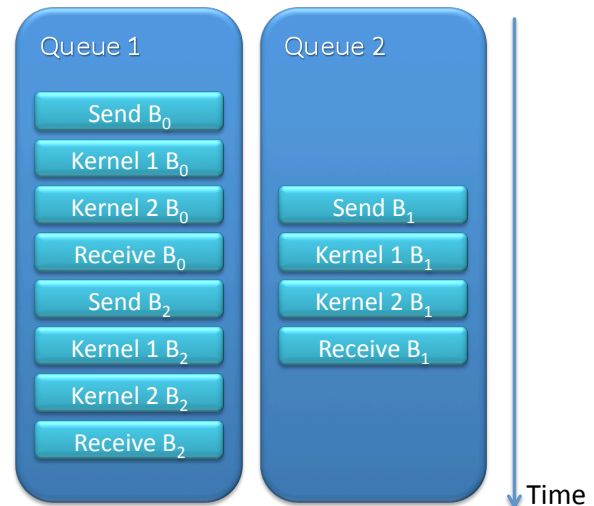 Queue 1
Send B₀
Kernel 1 B₀
Kernel 2 B₀
Receive B₀
Send B₂
Kernel 1 B₂
Kernel 2 B₂
Receive B₂
Queue 2
Send B₁
Kernel 1 B₁
Kernel 2 B₁
Receive B₁
Time